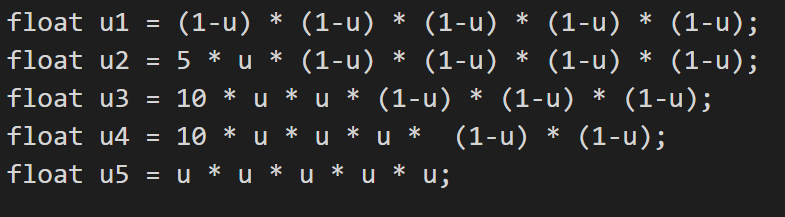 float u1 = (1-u) * (1-u) * (1-u) * (1-u) * (1-u);
float u2 = 5 * u * (1-u) * (1-u) * (1-u) * (1-u);
float u3 = 10 * u * u * (1-u) * (1-u) * (1-u);
float u4 = 10 * u * u * u *  (1-u) * (1-u);
float u5 = u * u * u * u * u;